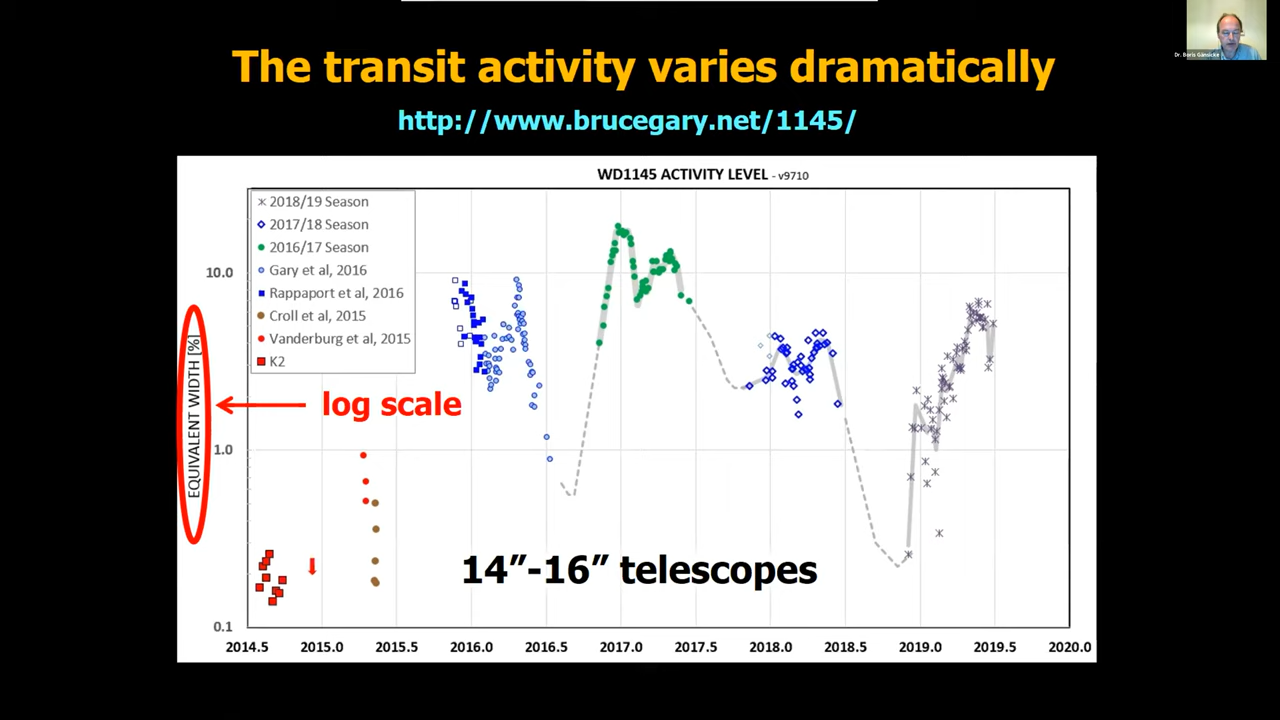 Dr. Boris Gänsicke
The transit activity varies dramatically
http://www.brucegary.net/1145/
WD1145 ACTIVITY LEVEL - v9710
2018/19 Season
2017/18 Season
2016/17 Season
Gary et al, 2016
Rappaport et al, 2016
Croll et al, 2015
Vanderburg et al, 2015
K2
10.0
1.0
0.1
EQUIVALENT WIDTH [%]
log scale
14”-16” telescopes
2014.5 2015.0 2015.5 2016.0 2016.5 2017.0 2017.5 2018.0 2018.5 2019.0 2019.5 2020.0